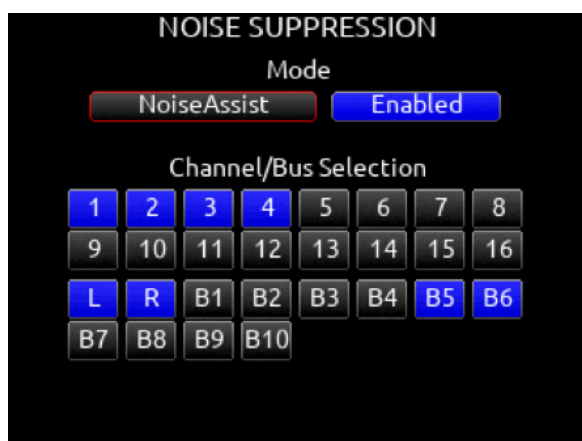 NOISE SUPPRESSION
Mode
NoiseAssist Enabled
Channel/Bus Selection
1 2 3 4 5 6 7 8
9 10 11 12 13 14 15 16
L R B1 B2 B3 B4 B5 B6
B7 B8 B9 B10